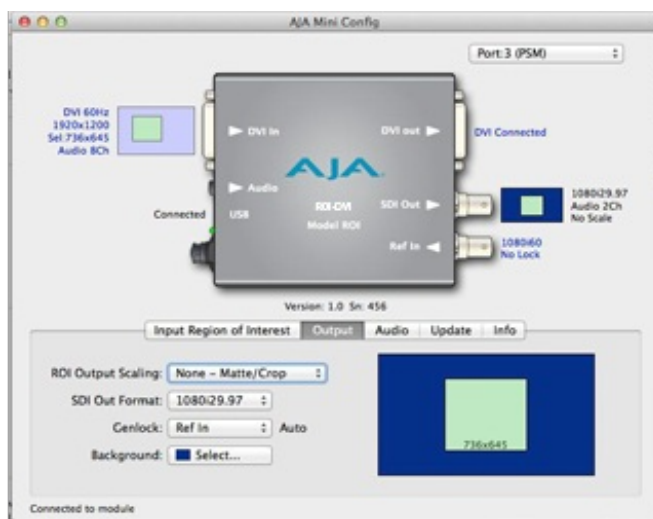 AJA Mini Config
Port:3 (PSM)
DVI 60Hz
1920x1200
Sel:736x645
Audio 8Ch
DVI In
DVI out
DVI Connected
AJA
Audio
Connected
USB
ROI-DVI
Model ROI
SDI Out
1080i29.97
Audio 2Ch
No Scale
Ref In
1080i60
No Lock
Version: 1.0 Sn: 456
Input Region of Interest Output Audio Update Info
ROI Output Scaling: None - Matte/Crop
SDI Out Format: 1080i29.97
Genlock: Ref In Auto
Background: Select...
736x645
Connected to module